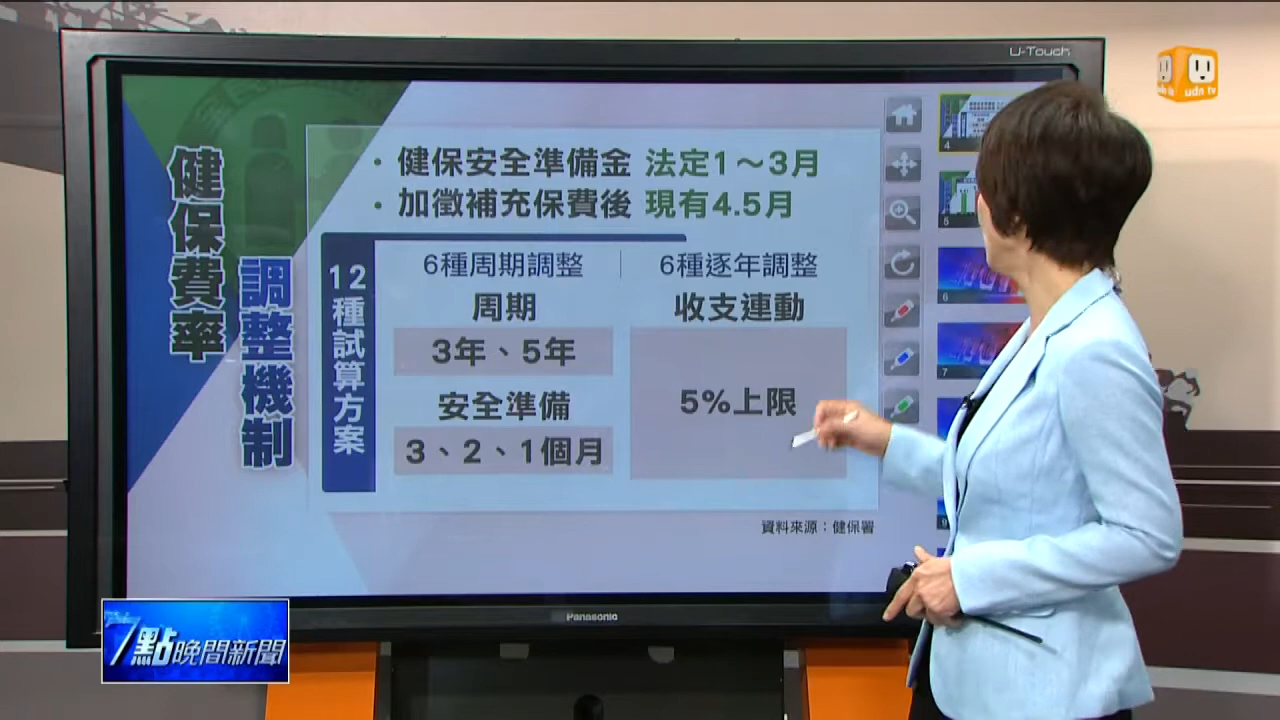 U-Touch
udn tv
健保費率
調整機制
・健保安全準備金 法定1～3月
・加徵補充保費後 現有4.5月
12種試算方案
6種周期調整
周期
3年、5年
安全準備
3、2、1個月
6種逐年調整
收支連動
5%上限
資料來源：健保署
4
5
6
7
Panasonic
7點晚間新聞